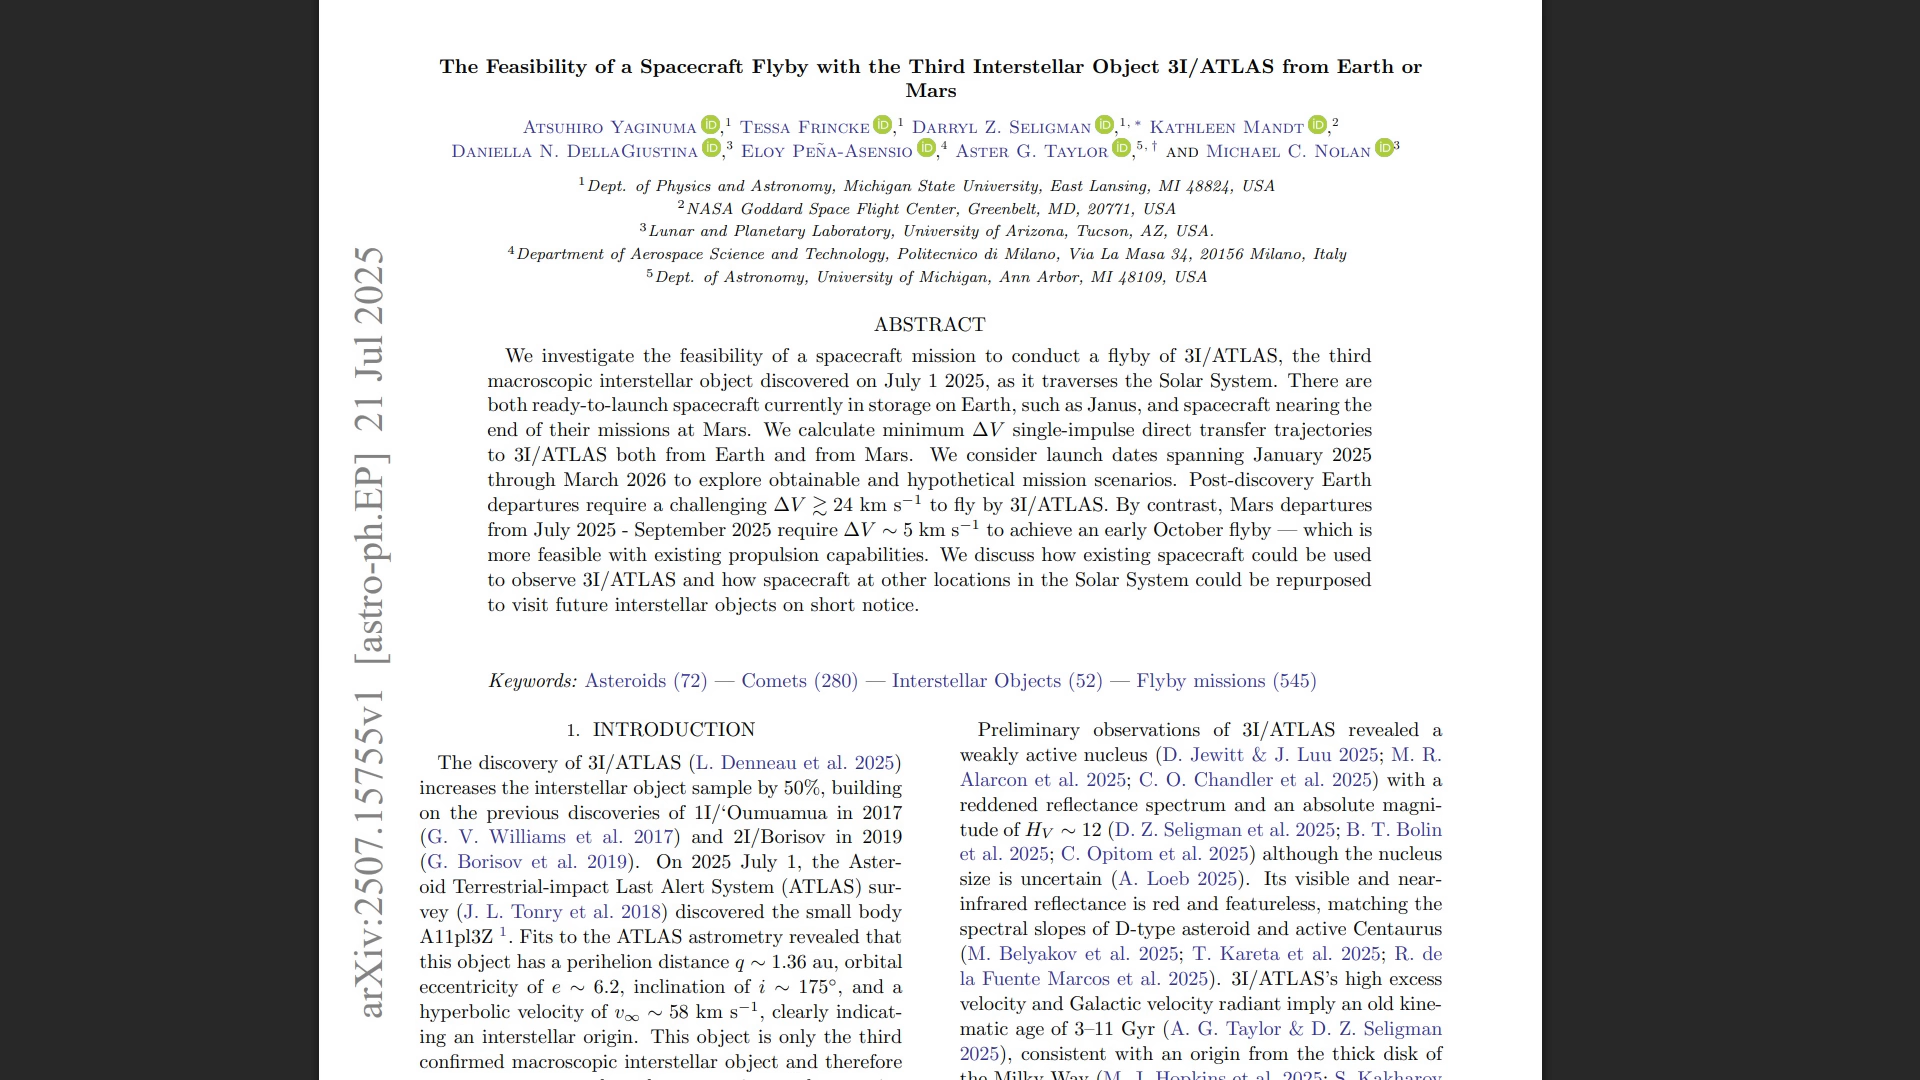 The Feasibility of a Spacecraft Flyby with the Third Interstellar Object 3I/ATLAS from Earth or
Mars
Atsuhiro Yaginuma iD,1 Tessa Frincke iD,1 Darryl Z. Seligman iD,1, * Kathleen Mandt iD,2
Daniella N. DellaGiustina iD,3 Eloy Peña-Asensio iD,4 Aster G. Taylor iD,5, † and Michael C. Nolan iD3
1Dept. of Physics and Astronomy, Michigan State University, East Lansing, MI 48824, USA
2NASA Goddard Space Flight Center, Greenbelt, MD, 20771, USA
3Lunar and Planetary Laboratory, University of Arizona, Tucson, AZ, USA.
4Department of Aerospace Science and Technology, Politecnico di Milano, Via La Masa 34, 20156 Milano, Italy
5Dept. of Astronomy, University of Michigan, Ann Arbor, MI 48109, USA
ABSTRACT
We investigate the feasibility of a spacecraft mission to conduct a flyby of 3I/ATLAS, the third
macroscopic interstellar object discovered on July 1 2025, as it traverses the Solar System. There are
both ready-to-launch spacecraft currently in storage on Earth, such as Janus, and spacecraft nearing the
end of their missions at Mars. We calculate minimum ΔV single-impulse direct transfer trajectories
to 3I/ATLAS both from Earth and from Mars. We consider launch dates spanning January 2025
through March 2026 to explore obtainable and hypothetical mission scenarios. Post-discovery Earth
departures require a challenging ΔV ≳ 24 km s−1 to fly by 3I/ATLAS. By contrast, Mars departures
from July 2025 - September 2025 require ΔV ∼ 5 km s−1 to achieve an early October flyby — which is
more feasible with existing propulsion capabilities. We discuss how existing spacecraft could be used
to observe 3I/ATLAS and how spacecraft at other locations in the Solar System could be repurposed
to visit future interstellar objects on short notice.
Keywords: Asteroids (72) — Comets (280) — Interstellar Objects (52) — Flyby missions (545)
1. INTRODUCTION
The discovery of 3I/ATLAS (L. Denneau et al. 2025)
increases the interstellar object sample by 50%, building
on the previous discoveries of 1I/‘Oumuamua in 2017
(G. V. Williams et al. 2017) and 2I/Borisov in 2019
(G. Borisov et al. 2019). On 2025 July 1, the Aster-
oid Terrestrial-impact Last Alert System (ATLAS) sur-
vey (J. L. Tonry et al. 2018) discovered the small body
A11pl3Z 1. Fits to the ATLAS astrometry revealed that
this object has a perihelion distance q ∼ 1.36 au, orbital
eccentricity of e ∼ 6.2, inclination of i ∼ 175°, and a
hyperbolic velocity of v∞ ∼ 58 km s−1, clearly indicat-
ing an interstellar origin. This object is only the third
confirmed macroscopic interstellar object and therefore
Preliminary observations of 3I/ATLAS revealed a
weakly active nucleus (D. Jewitt & J. Luu 2025; M. R.
Alarcon et al. 2025; C. O. Chandler et al. 2025) with a
reddened reflectance spectrum and an absolute magni-
tude of HV ∼ 12 (D. Z. Seligman et al. 2025; B. T. Bolin
et al. 2025; C. Opitom et al. 2025) although the nucleus
size is uncertain (A. Loeb 2025). Its visible and near-
infrared reflectance is red and featureless, matching the
spectral slopes of D-type asteroid and active Centaurus
(M. Belyakov et al. 2025; T. Kareta et al. 2025; R. de
la Fuente Marcos et al. 2025). 3I/ATLAS’s high excess
velocity and Galactic velocity radiant imply an old kine-
matic age of 3–11 Gyr (A. G. Taylor & D. Z. Seligman
2025), consistent with an origin from the thick disk of
the Milky Way (M. J. Hopkins et al. 2025; S. Kakharov
arXiv:2507.15755v1 [astro-ph.EP] 21 Jul 2025